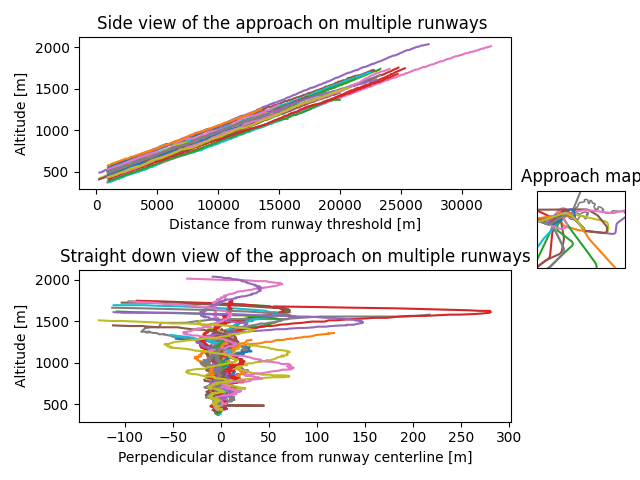 Side view of the approach on multiple runways
2000
1500
1000
500
Altitude [m]
0 5000 10000 15000 20000 25000 30000
Distance from runway threshold [m]
Approach map
Straight down view of the approach on multiple runways
2000
1500
1000
500
Altitude [m]
−100 −50 0 50 100 150 200 250 300
Perpendicular distance from runway centerline [m]